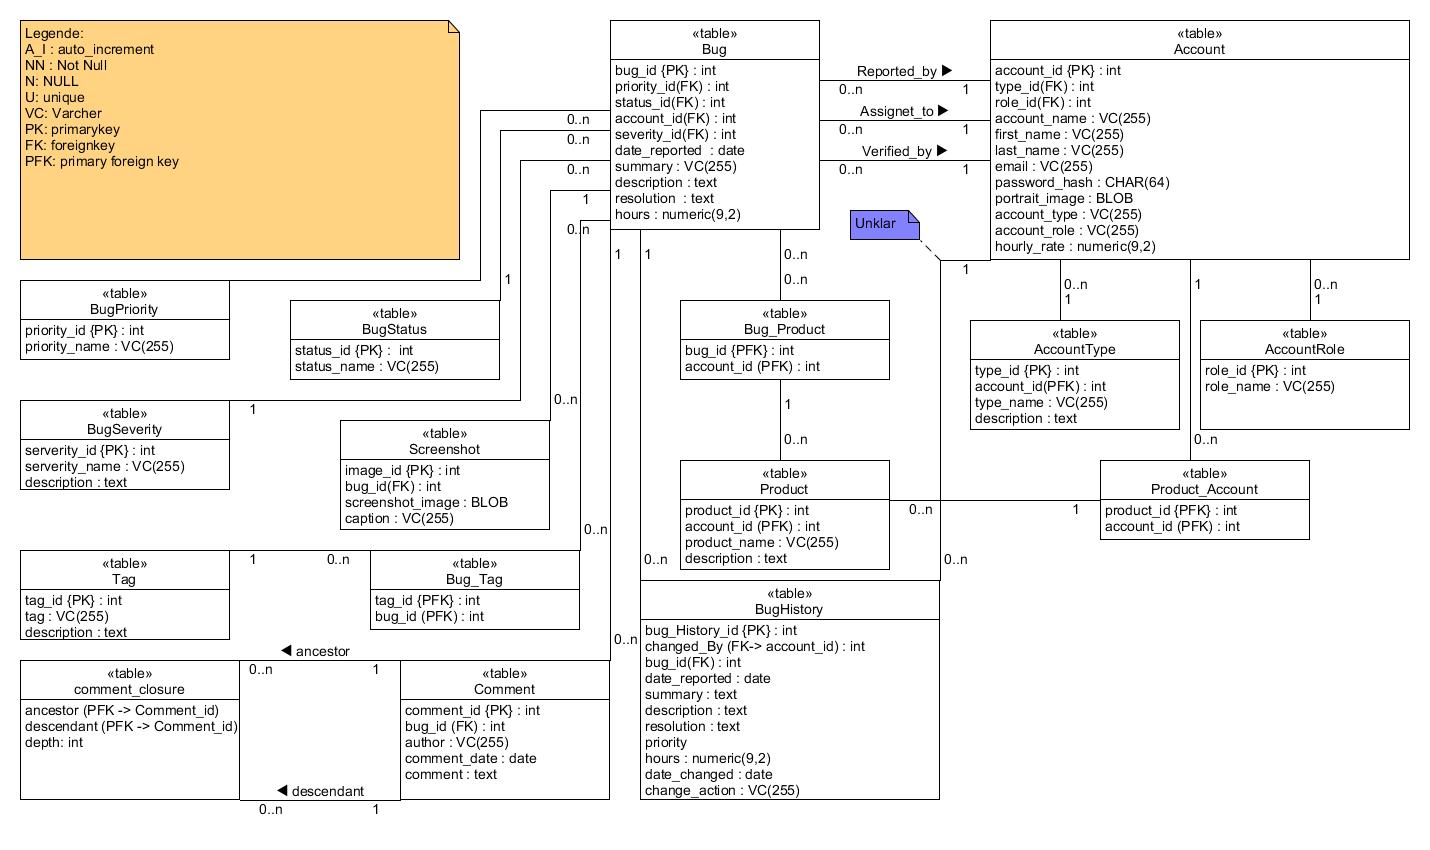 Legende:
A_I : auto_increment
NN : Not Null
N: NULL
U: unique
VC: Varcher
PK: primarykey
FK: foreignkey
PFK: primary foreign key
«table»
Bug
bug_id {PK} : int
priority_id(FK) : int
status_id(FK) : int
account_id(FK) : int
severity_id(FK) : int
date_reported : date
summary : VC(255)
description : text
resolution : text
hours : numeric(9,2)
Reported_by ▶
0..n 1
Assignet_to ▶
0..n 1
Verified_by ▶
0..n 1
«table»
Account
account_id {PK} : int
type_id(FK) : int
role_id(FK) : int
account_name : VC(255)
first_name : VC(255)
last_name : VC(255)
email : VC(255)
password_hash : CHAR(64)
portrait_image : BLOB
account_type : VC(255)
account_role : VC(255)
hourly_rate : numeric(9,2)
Unklar
0..n
0..n
0..n
1
0..n
1
1
0..n
0..n
1
1
0..n
1
1
0..n
1
«table»
BugPriority
priority_id {PK} : int
priority_name : VC(255)
«table»
BugStatus
status_id {PK} : int
status_name : VC(255)
«table»
Bug_Product
bug_id {PFK} : int
account_id (PFK) : int
«table»
AccountType
type_id {PK} : int
account_id(PFK) : int
type_name : VC(255)
description : text
«table»
AccountRole
role_id {PK} : int
role_name : VC(255)
1
0..n
1
0..n
0..n
«table»
BugSeverity
serverity_id {PK} : int
serverity_name : VC(255)
description : text
«table»
Screenshot
image_id {PK} : int
bug_id(FK) : int
screenshot_image : BLOB
caption : VC(255)
«table»
Product
product_id {PK} : int
account_id (PFK) : int
product_name : VC(255)
description : text
0..n 1
«table»
Product_Account
product_id {PFK} : int
account_id (PFK) : int
0..n
1 0..n
0..n
0..n
«table»
Tag
tag_id {PK} : int
tag : VC(255)
description : text
«table»
Bug_Tag
tag_id {PFK} : int
bug_id (PFK) : int
«table»
BugHistory
bug_History_id {PK} : int
changed_By (FK-> account_id) : int
bug_id(FK) : int
date_reported : date
summary : text
description : text
resolution : text
priority
hours : numeric(9,2)
date_changed : date
change_action : VC(255)
0..n
◀ ancestor
0..n 1
«table»
comment_closure
ancestor (PFK -> Comment_id)
descendant (PFK -> Comment_id)
depth: int
«table»
Comment
comment_id {PK} : int
bug_id (FK) : int
author : VC(255)
comment_date : date
comment : text
◀ descendant
0..n 1